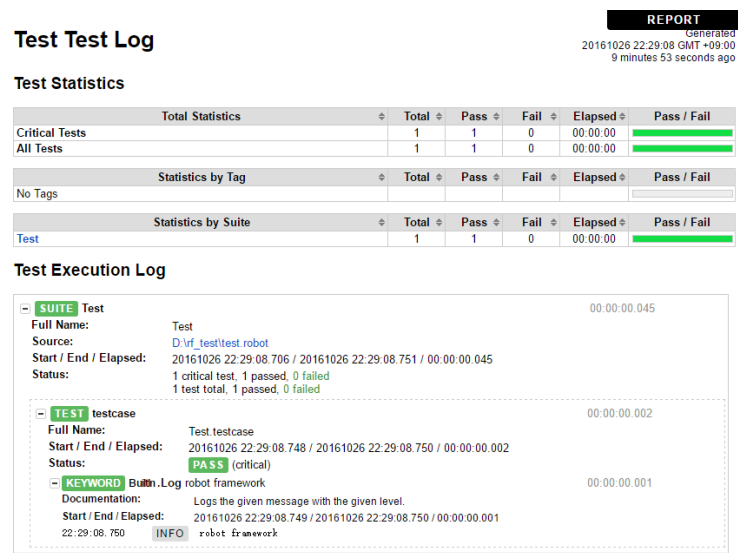 REPORT
Test Test Log
Generated
20161026 22:29:08 GMT +09:00
9 minutes 53 seconds ago
Test Statistics
Total Statistics Total Pass Fail Elapsed Pass / Fail
Critical Tests 1 1 0 00:00:00
All Tests 1 1 0 00:00:00
Statistics by Tag Total Pass Fail Elapsed Pass / Fail
No Tags
Statistics by Suite Total Pass Fail Elapsed Pass / Fail
Test 1 1 0 00:00:00
Test Execution Log
SUITE Test 00:00:00.045
Full Name: Test
Source: D:\rf_test\test.robot
Start / End / Elapsed: 20161026 22:29:08.706 / 20161026 22:29:08.751 / 00:00:00.045
Status: 1 critical test, 1 passed, 0 failed
1 test total, 1 passed, 0 failed
TEST testcase 00:00:00.002
Full Name: Test.testcase
Start / End / Elapsed: 20161026 22:29:08.748 / 20161026 22:29:08.750 / 00:00:00.002
Status: PASS (critical)
KEYWORD BuiltIn.Log robot framework 00:00:00.001
Documentation: Logs the given message with the given level.
Start / End / Elapsed: 20161026 22:29:08.749 / 20161026 22:29:08.750 / 00:00:00.001
22:29:08.750 INFO robot framework